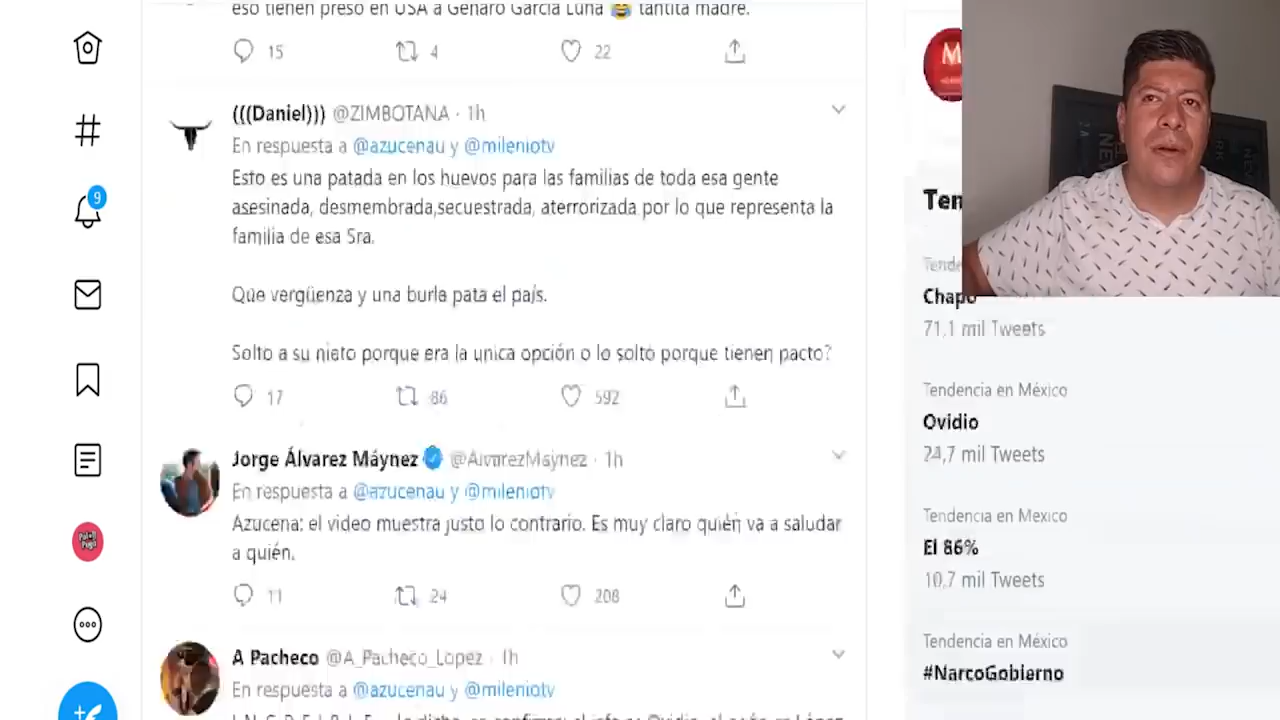 eso tienen preso en USA a Genaro García Luna 😂 tantita madre.
15 4 22
(((Daniel))) @ZIMBOTANA · 1h
En respuesta a @azucenau y @mileniotv
Esto es una patada en los huevos para las familias de toda esa gente
asesinada, desmembrada,secuestrada, aterrorizada por lo que representa la
familia de esa Sra.
Que vergüenza y una burla pata el país.
Solto a su nieto porque era la unica opción o lo soltó porque tienen pacto?
17 86 592
Jorge Álvarez Máynez @AlvarezMaynez · 1h
En respuesta a @azucenau y @mileniotv
Azucena: el video muestra justo lo contrario. Es muy claro quién va a saludar
a quién.
11 24 208
A Pacheco @A_Pacheco_Lopez · 1h
En respuesta a @azucenau y @mileniotv
9
M
Ten
Tende
Chapo
71,1 mil Tweets
Tendencia en México
Ovidio
24,7 mil Tweets
Tendencia en México
El 86%
10,7 mil Tweets
Tendencia en México
#NarcoGobierno